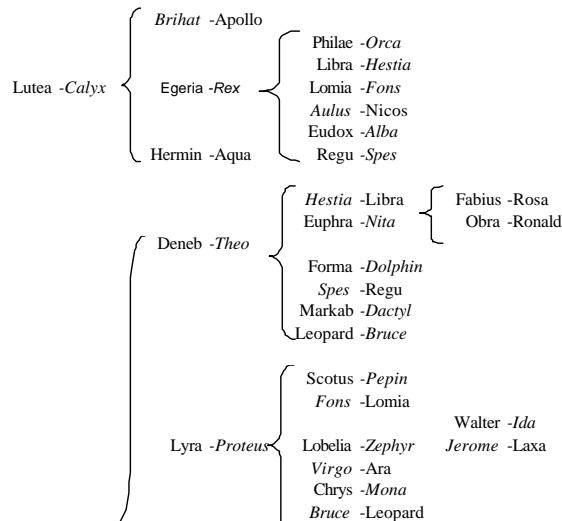 Brihat -Apollo
Philae -Orca
Libra -Hestia
Lutea -Calyx Egeria -Rex Lomia -Fons
Aulus -Nicos
Eudox -Alba
Hermin -Aqua Regu -Spes
Hestia -Libra Fabius -Rosa
Euphra -Nita Obra -Ronald
Deneb -Theo
Forma -Dolphin
Spes -Regu
Markab -Dactyl
Leopard -Bruce
Scotus -Pepin
Fons -Lomia
Walter -Ida
Lyra -Proteus Lobelia -Zephyr Jerome -Laxa
Virgo -Ara
Chrys -Mona
Bruce -Leopard